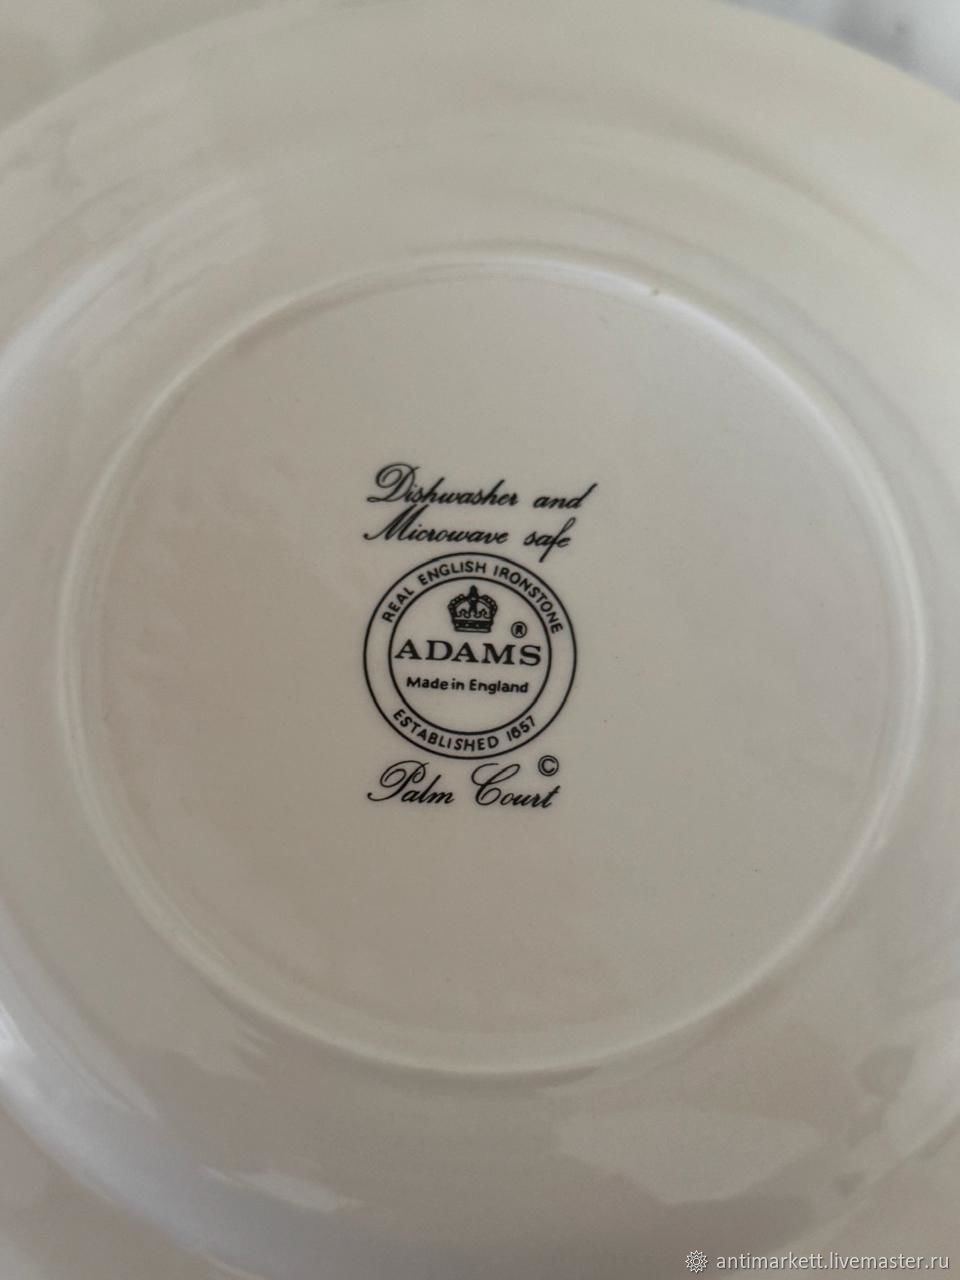 Dishwasher and
Microwave safe
REAL ENGLISH IRONSTONE
ADAMS®
Made in England
ESTABLISHED 1657
©
Palm Court
antimarkett.livemaster.ru